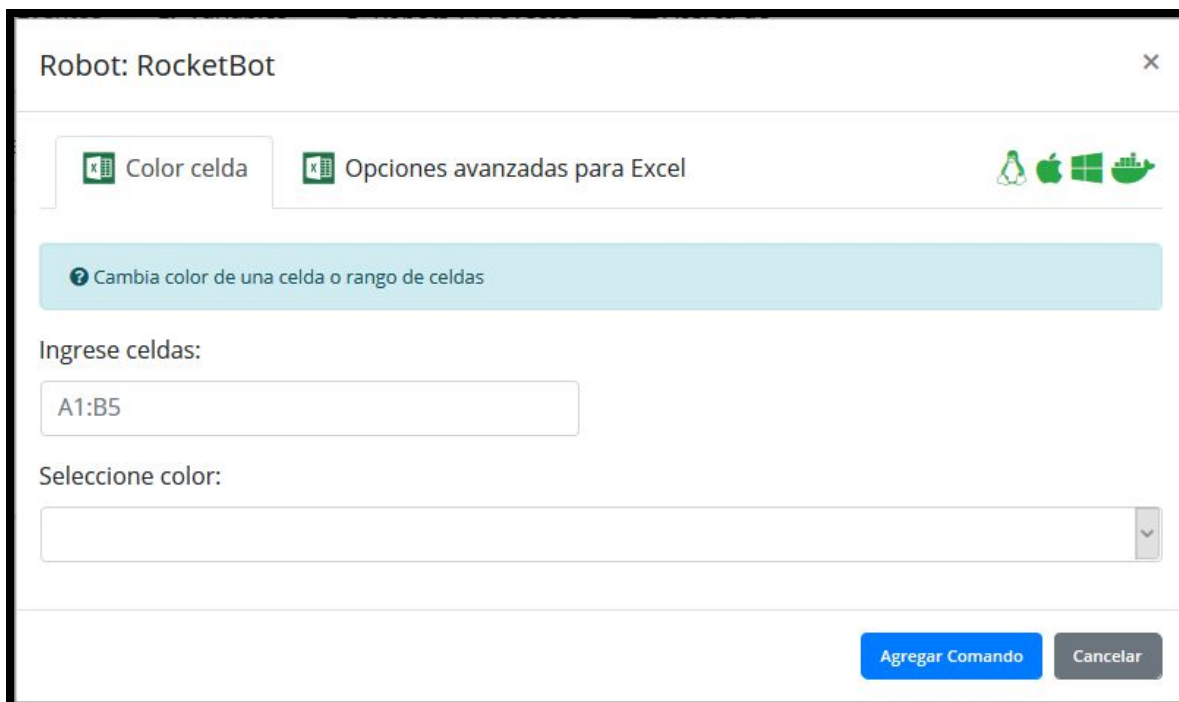 Robot: RocketBot
×
Color celda
Opciones avanzadas para Excel
Cambia color de una celda o rango de celdas
Ingrese celdas:
A1:B5
Seleccione color:
Agregar Comando
Cancelar